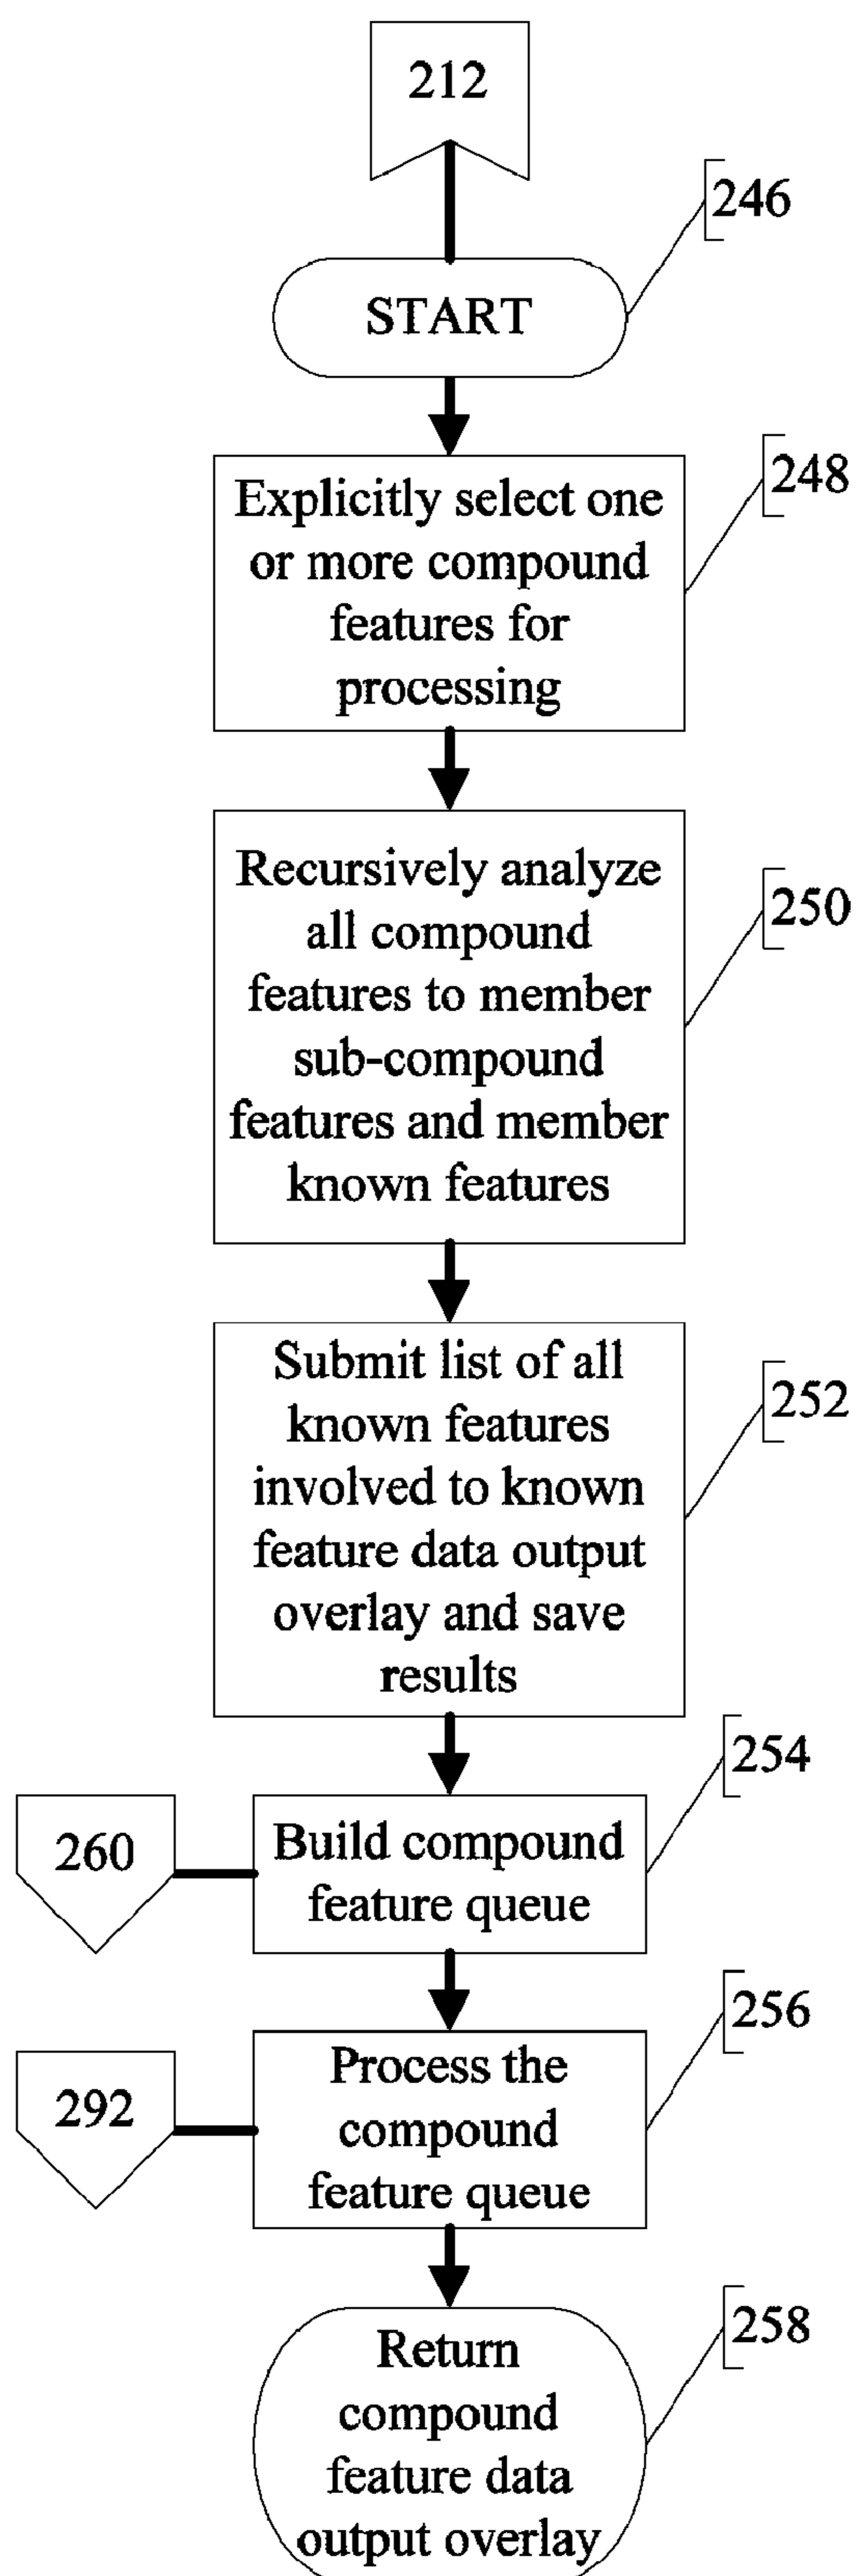 212
246
START
248
Explicitly select one
or more compound
features for
processing
250
Recursively analyze
all compound
features to member
sub-compound
features and member
known features
252
Submit list of all
known features
involved to known
feature data output
overlay and save
results
254
260
Build compound
feature queue
256
292
Process the
compound
feature queue
258
Return
compound
feature data
output overlay